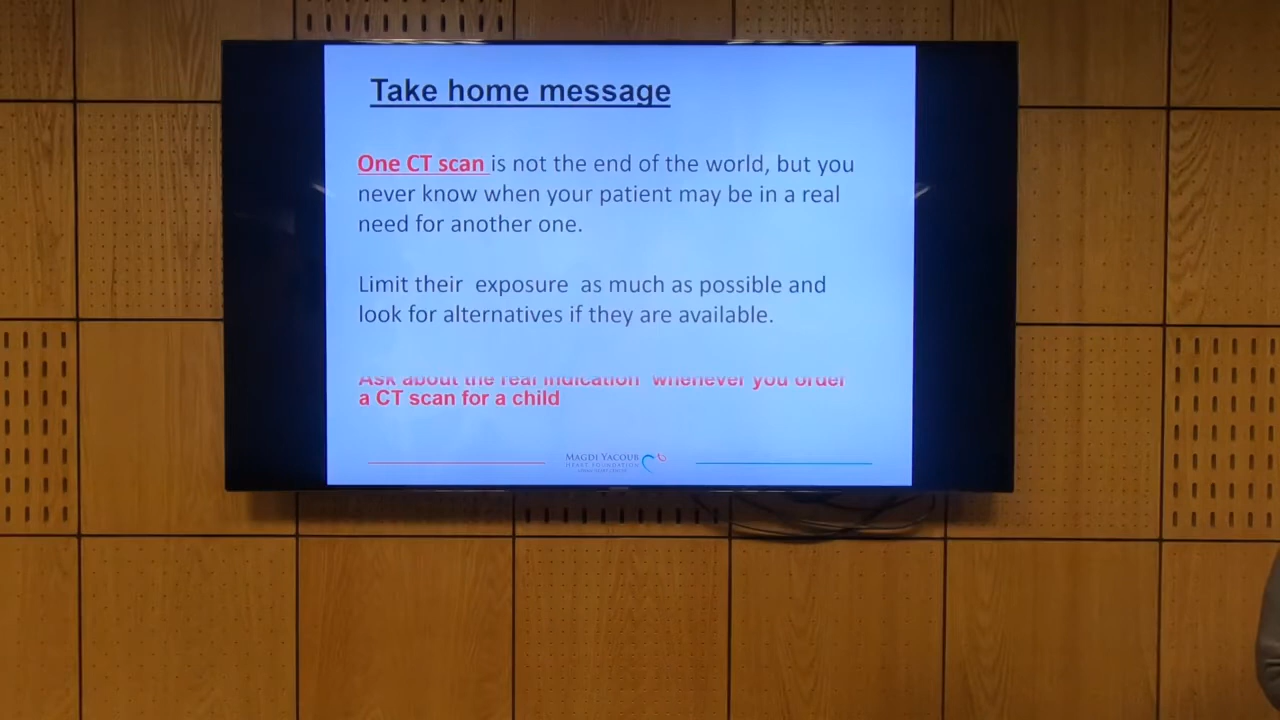 Take home message
One CT scan is not the end of the world, but you
never know when your patient may be in a real
need for another one.
Limit their exposure as much as possible and
look for alternatives if they are available.
Ask about the real indication whenever you order
a CT scan for a child
MAGDI YACOUB
HEART FOUNDATION